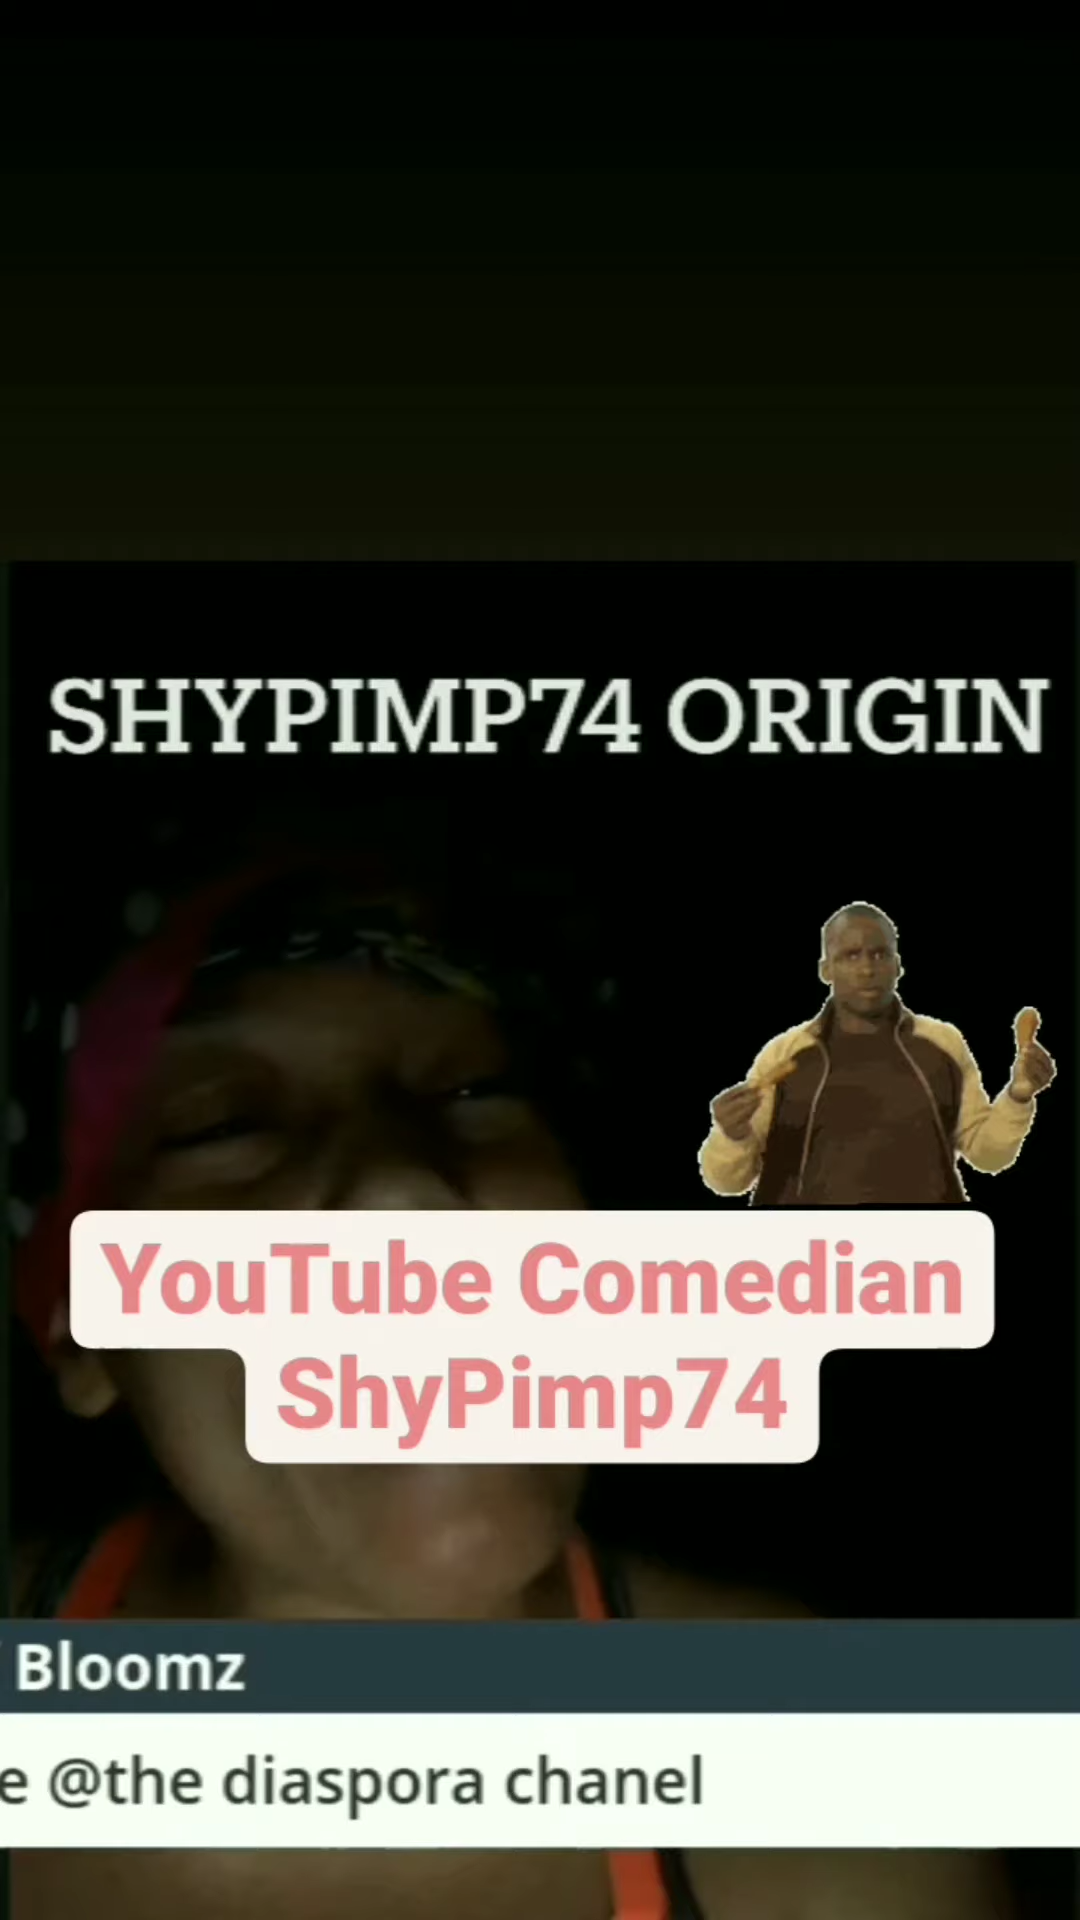 SHYPIMP74 ORIGIN
YouTube Comedian
ShyPimp74
Bloomz
e @the diaspora chanel